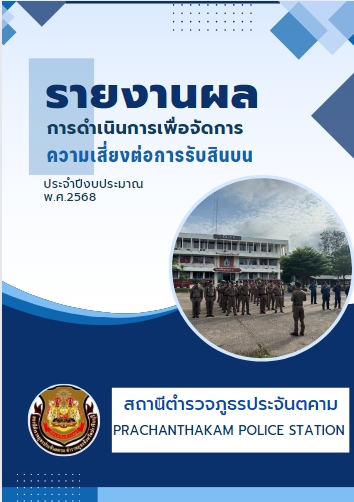 รายงานผล
การดำเนินการเพื่อจัดการ
ความเสี่ยงต่อการรับสินบน
ประจำปีงบประมาณ
พ.ศ.2568
สถานีตำรวจภูธรประจันตคาม
PRACHANTHAKAM POLICE STATION